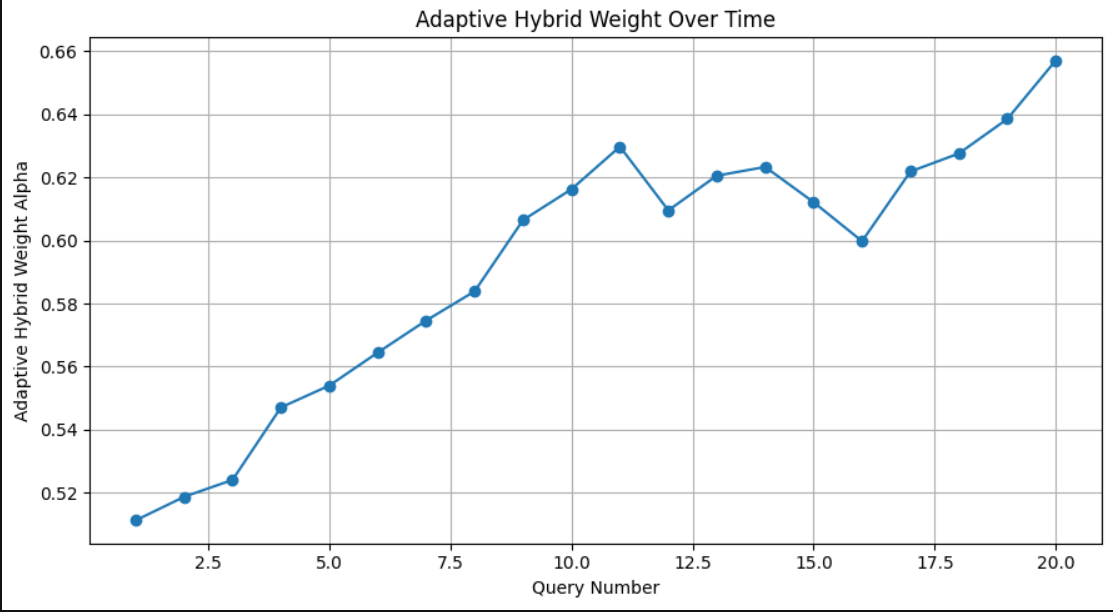 Adaptive Hybrid Weight Over Time
Adaptive Hybrid Weight Alpha
0.66
0.64
0.62
0.60
0.58
0.56
0.54
0.52
2.5 5.0 7.5 10.0 12.5 15.0 17.5 20.0
Query Number